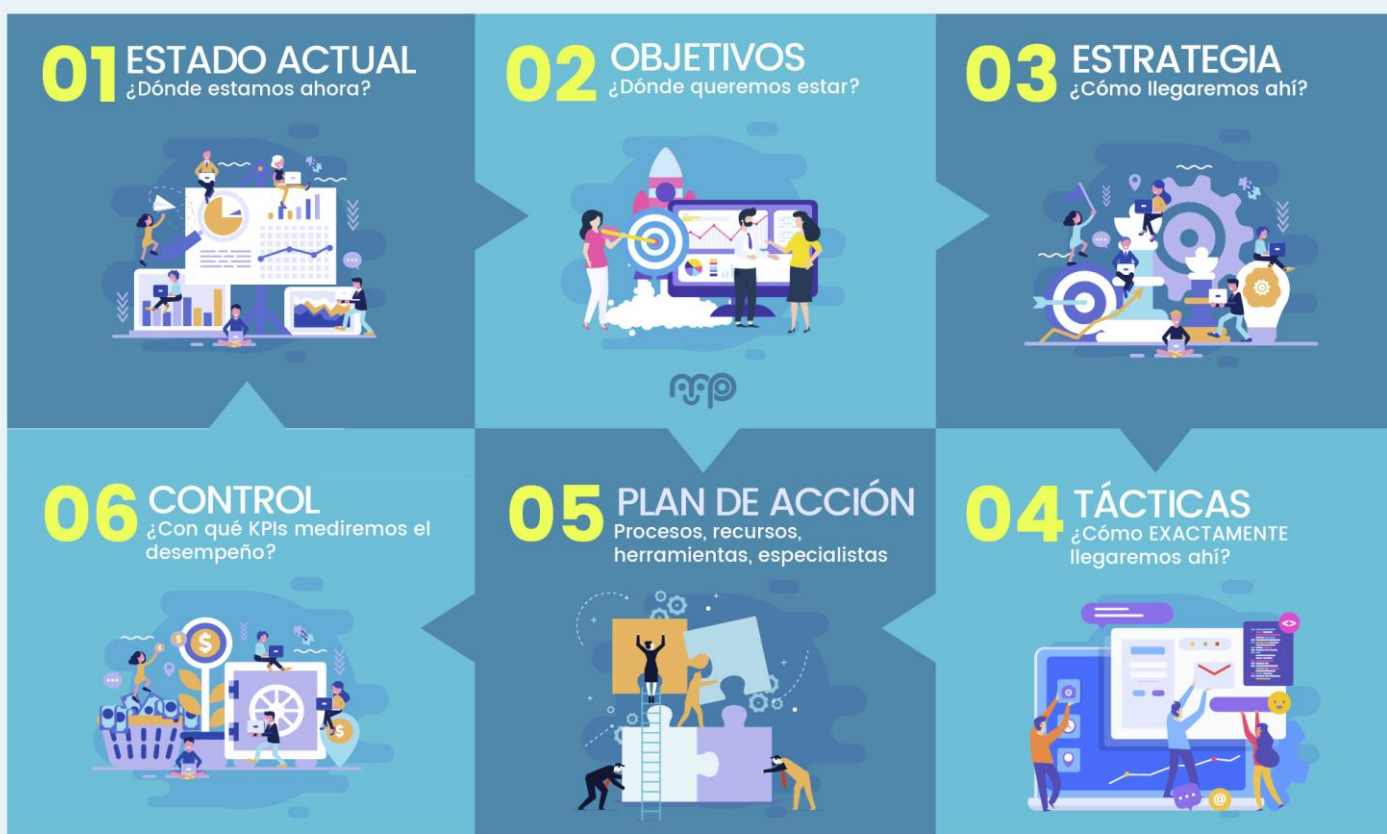 01 ESTADO ACTUAL
¿Dónde estamos ahora?
02 OBJETIVOS
¿Dónde queremos estar?
03 ESTRATEGIA
¿Cómo llegaremos ahí?
mp
06 CONTROL
¿Con qué KPIs mediremos el
desempeño?
05 PLAN DE ACCIÓN
Procesos, recursos,
herramientas, especialistas
04 TÁCTICAS
¿Cómo EXACTAMENTE
llegaremos ahí?